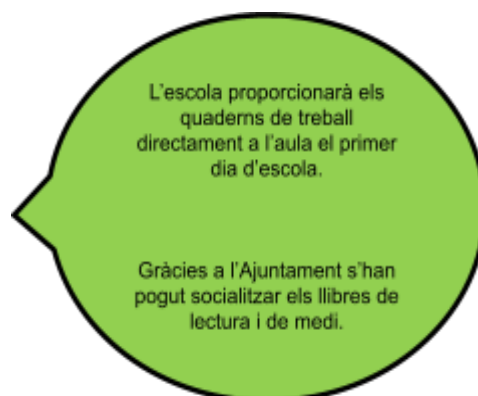 L'escola proporcionarà els
quaderns de treball
directament a l'aula el primer
dia d'escola.
Gràcies a l'Ajuntament s'han
pogut socialitzar els llibres de
lectura i de medi.